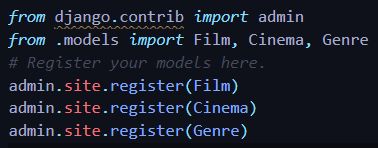 from django.contrib import admin
from .models import Film, Cinema, Genre
# Register your models here.
admin.site.register(Film)
admin.site.register(Cinema)
admin.site.register(Genre)